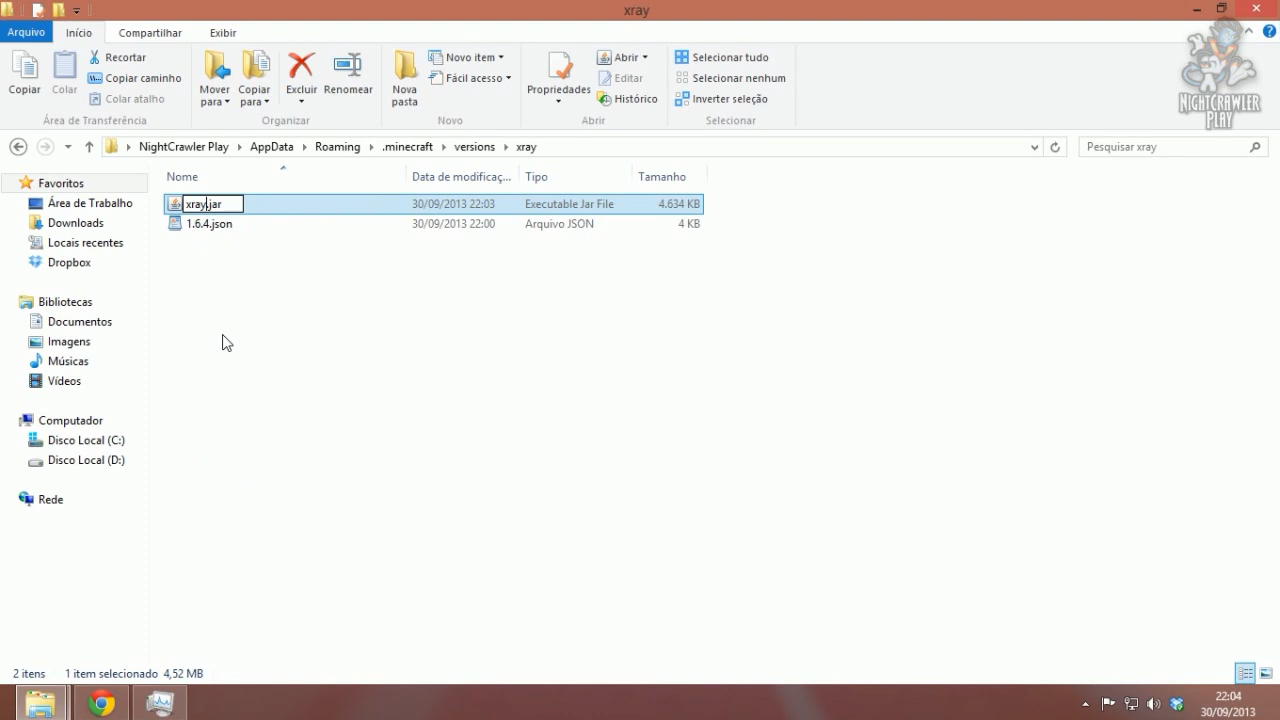 xray
Arquivo
Início
Compartilhar
Exibir
Copiar
Colar
Recortar
Copiar caminho
Colar atalho
Área de Transferência
Mover para
Copiar para
Excluir
Renomear
Organizar
Nova pasta
Novo item
Fácil acesso
Novo
Propriedades
Abrir
Editar
Histórico
Abrir
Selecionar tudo
Selecionar nenhum
Inverter seleção
Selecionar
NIGHTCRAWLER
PLAY
NightCrawler Play
AppData
Roaming
.minecraft
versions
xray
Pesquisar xray
Nome
Data de modificaç...
Tipo
Tamanho
xray.jar
30/09/2013 22:03
Executable Jar File
4.634 KB
1.6.4.json
30/09/2013 22:00
Arquivo JSON
4 KB
Favoritos
Área de Trabalho
Downloads
Locais recentes
Dropbox
Bibliotecas
Documentos
Imagens
Músicas
Vídeos
Computador
Disco Local (C:)
Disco Local (D:)
Rede
2 itens
1 item selecionado 4,52 MB
22:04
30/09/2013